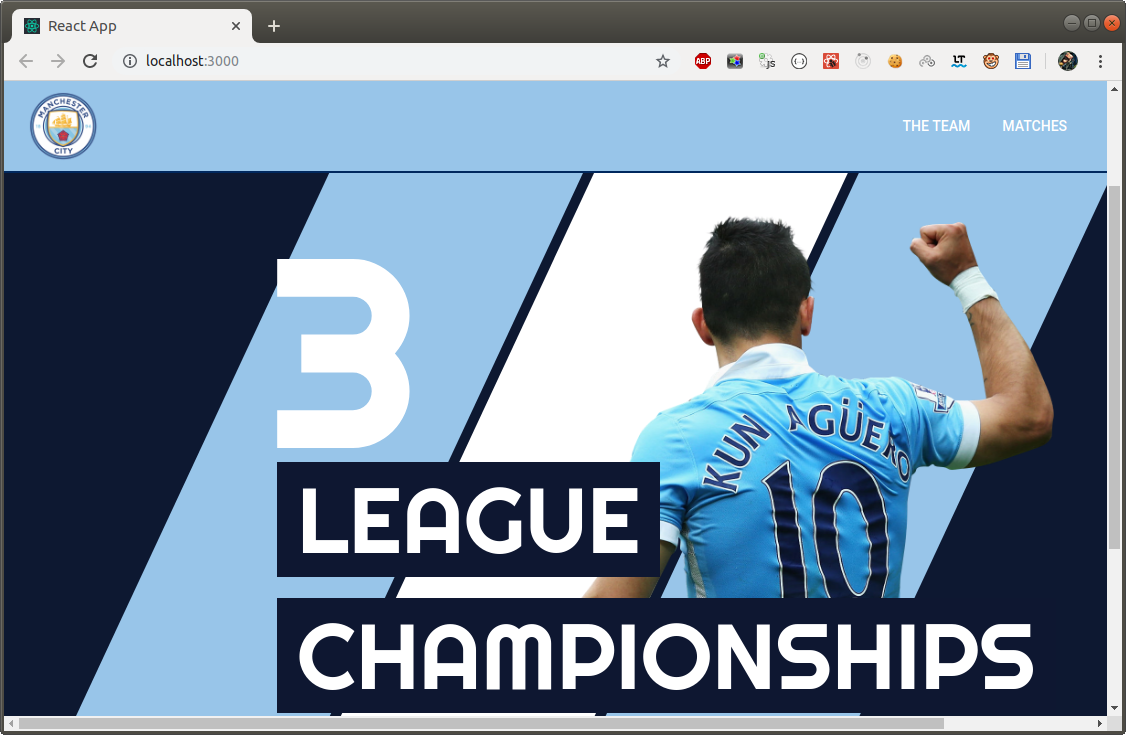 React App
localhost:3000
ABP
JS
LT
MANCHESTER
CITY
THE TEAM
MATCHES
3
KUN AGÜERO
10
LEAGUE
CHAMPIONSHIPS